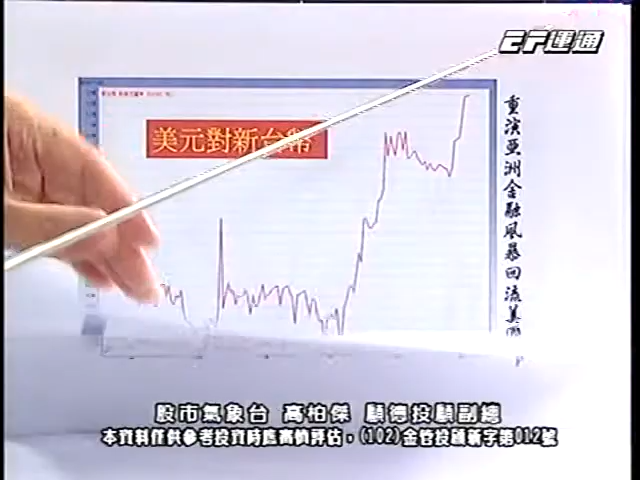 ET運通
美元對新台幣
重演亞洲金融風暴回流美國
股市氣象台 高柏傑 顧德投顧副總
本資料僅供參考投資時應審慎評估，(102)金管投顧新字第012號